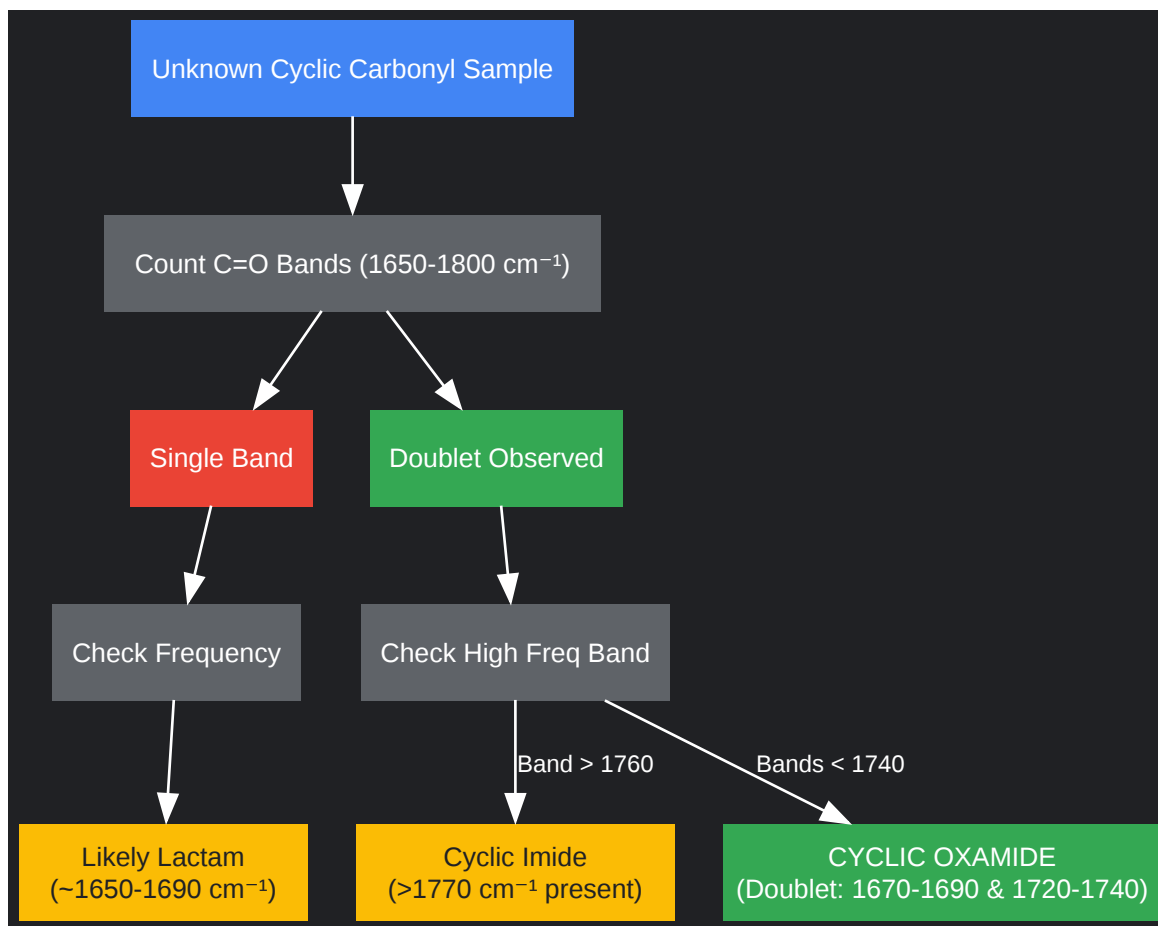 Unknown Cyclic Carbonyl Sample
Count C=O Bands (1650-1800 cm⁻¹)
Single Band
Doublet Observed
Check Frequency
Check High Freq Band
Band > 1760
Bands < 1740
Likely Lactam
(~1650-1690 cm⁻¹)
Cyclic Imide
(>1770 cm⁻¹ present)
CYCLIC OXAMIDE
(Doublet: 1670-1690 & 1720-1740)